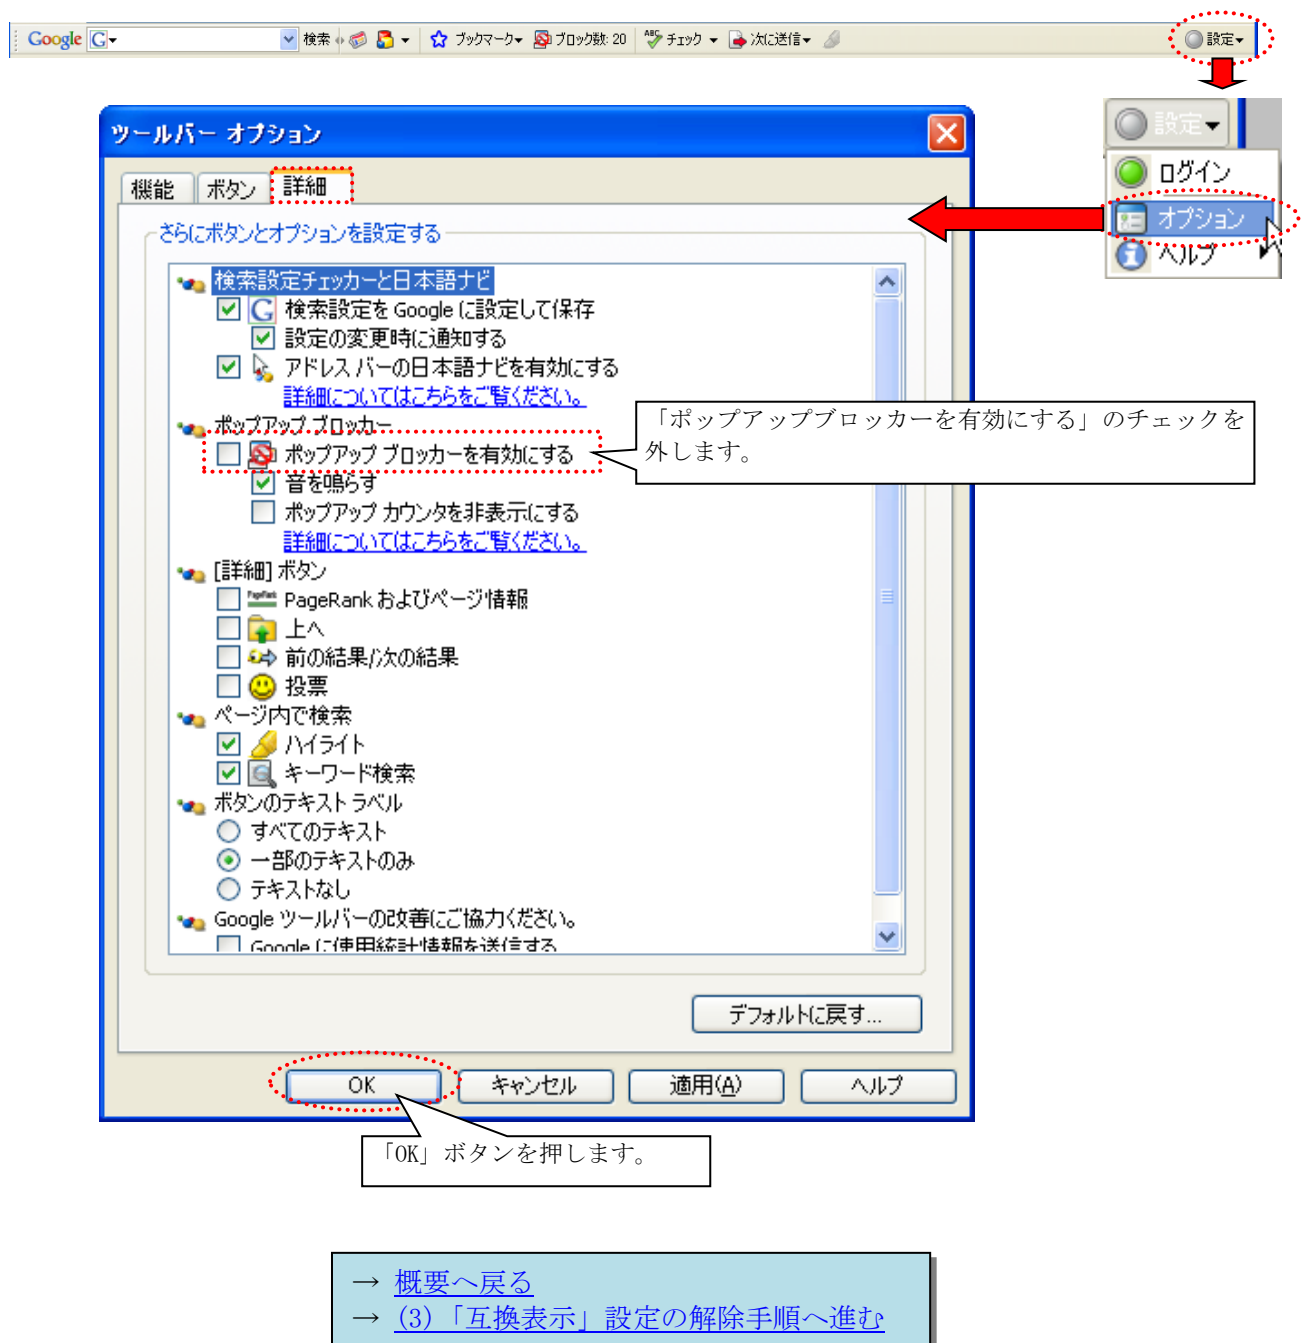 Google G 検索 ブックマーク ブロック数: 20 ABC チェック 次に送信 設定
設定
ログイン
オプション
ヘルプ
ツールバー オプション
機能 ボタン 詳細
さらにボタンとオプションを設定する
検索設定チェッカーと日本語ナビ
G 検索設定を Google に設定して保存
設定の変更時に通知する
アドレス バーの日本語ナビを有効にする
詳細についてはこちらをご覧ください。
ポップアップ ブロッカー
ポップアップ ブロッカーを有効にする
音を鳴らす
ポップアップ カウンタを非表示にする
詳細についてはこちらをご覧ください。
「ポップアップブロッカーを有効にする」のチェックを
外します。
[詳細] ボタン
PageRank PageRank およびページ情報
上へ
前の結果/次の結果
投票
ページ内で検索
ハイライト
キーワード検索
ボタンのテキスト ラベル
すべてのテキスト
一部のテキストのみ
テキストなし
Google ツールバーの改善にご協力ください。
Google に使用統計情報を送信する
デフォルトに戻す...
OK キャンセル 適用(A) ヘルプ
「OK」ボタンを押します。
→ 概要へ戻る
→ (3)「互換表示」設定の解除手順へ進む